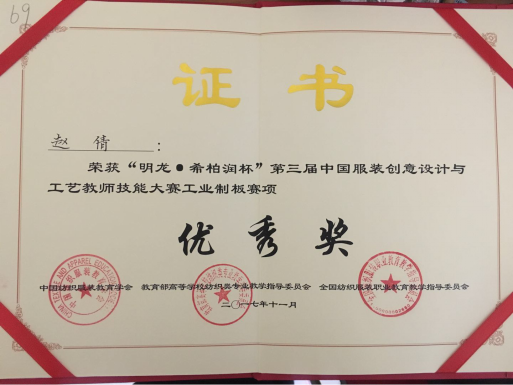 69
证书
赵倩:
荣获“明龙●希柏润杯”第三届中国服装创意设计与
工艺教师技能大赛工业制板赛项
优秀奖
中国纺织服装教育学会 教育部高等学校纺织类专业教学指导委员会 全国纺织服装职业教育教学指导委员会
二〇一七年十一月